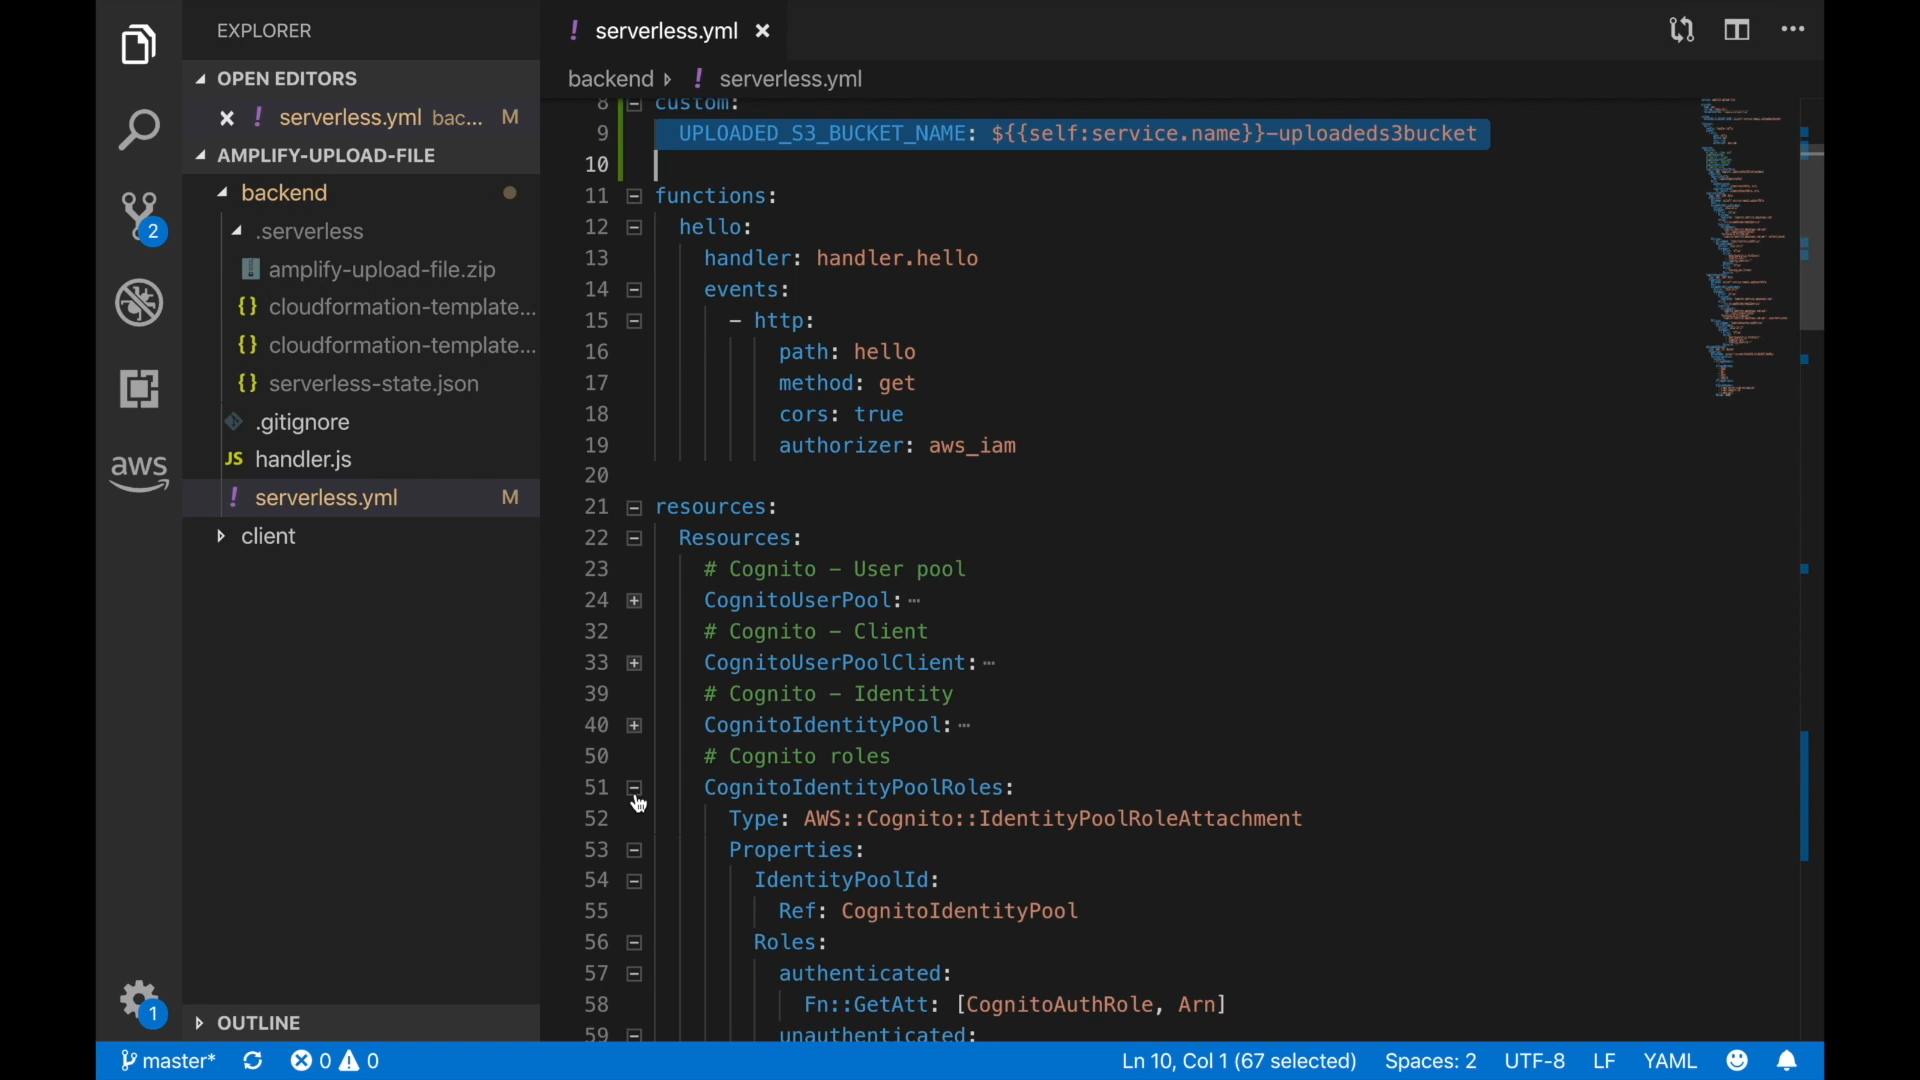 EXPLORER
OPEN EDITORS
serverless.yml bac... M
AMPLIFY-UPLOAD-FILE
backend
.serverless
amplify-upload-file.zip
{} cloudformation-template...
{} cloudformation-template...
{} serverless-state.json
.gitignore
JS handler.js
! serverless.yml M
client
OUTLINE
2
aws
1
! serverless.yml ×
backend ! serverless.yml
8 custom:
9 UPLOADED_S3_BUCKET_NAME: ${{self:service.name}}-uploadeds3bucket
10
11 functions:
12 hello:
13 handler: handler.hello
14 events:
15 - http:
16 path: hello
17 method: get
18 cors: true
19 authorizer: aws_iam
20
21 resources:
22 Resources:
23 # Cognito - User pool
24 CognitoUserPool: ⋯
32 # Cognito - Client
33 CognitoUserPoolClient: ⋯
39 # Cognito - Identity
40 CognitoIdentityPool: ⋯
50 # Cognito roles
51 CognitoIdentityPoolRoles:
52 Type: AWS::Cognito::IdentityPoolRoleAttachment
53 Properties:
54 IdentityPoolId:
55 Ref: CognitoIdentityPool
56 Roles:
57 authenticated:
58 Fn::GetAtt: [CognitoAuthRole, Arn]
59 unauthenticated:
master* 0 0 Ln 10, Col 1 (67 selected) Spaces: 2 UTF-8 LF YAML